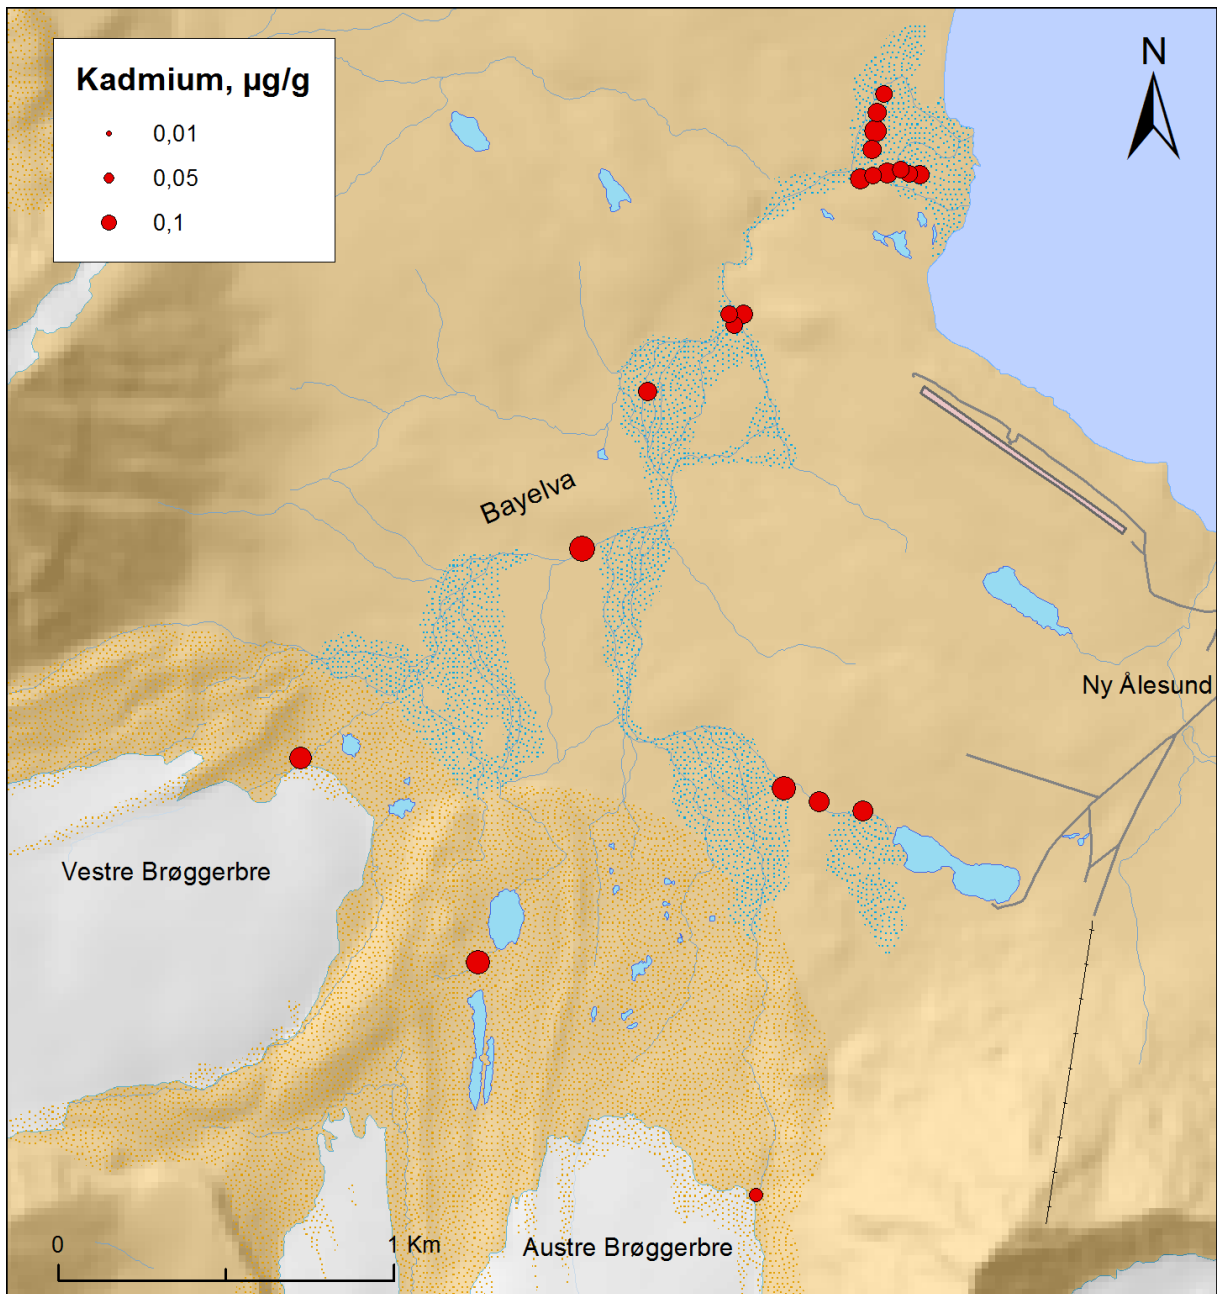 Kadmium, µg/g
0,01
0,05
0,1
N
Bayelva
Ny Ålesund
Vestre Brøggerbre
Austre Brøggerbre
0 1 Km